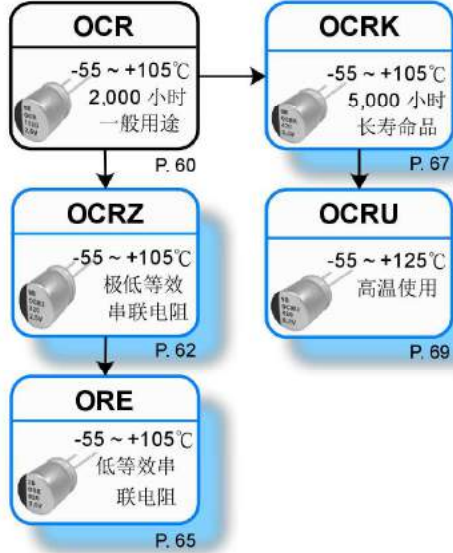 OCR
-55 ~ +105℃
2,000 小时
一般用途
P. 60
OCRK
-55 ~ +105℃
5,000 小时
长寿命品
P. 67
OCRZ
-55 ~ +105℃
极低等效
串联电阻
P. 62
OCRU
-55 ~ +125℃
高温使用
P. 69
ORE
-55 ~ +105℃
低等效串
联电阻
P. 65